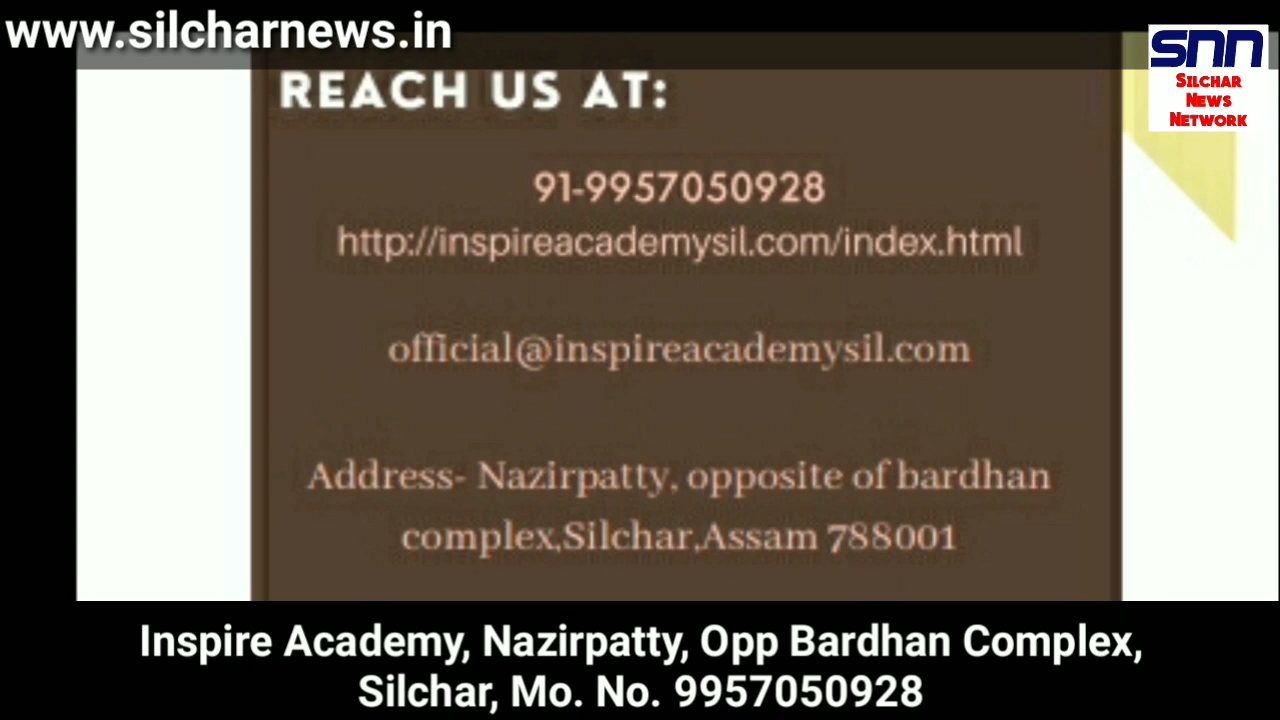 www.silcharnews.in
SNN
SILCHAR
NEWS
NETWORK
REACH US AT:
91-9957050928
http://inspireacademysil.com/index.html
official@inspireacademysil.com
Address- Nazirpatty, opposite of bardhan
complex,Silchar,Assam 788001
Inspire Academy, Nazirpatty, Opp Bardhan Complex,
Silchar, Mo. No. 9957050928